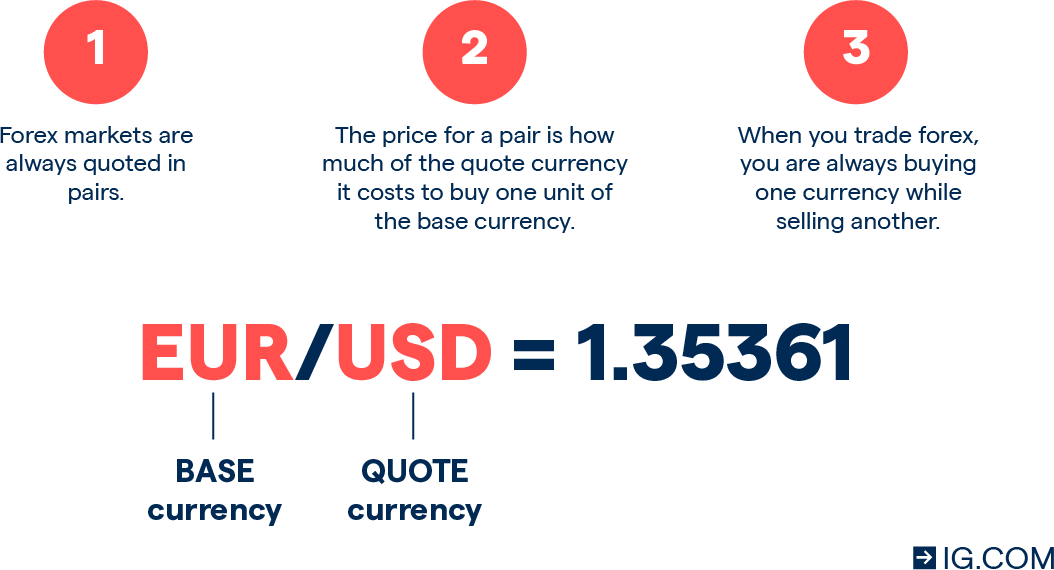 1
Forex markets are
always quoted in
pairs.
2
The price for a pair is how
much of the quote currency
it costs to buy one unit of
the base currency.
3
When you trade forex,
you are always buying
one currency while
selling another.
EUR/USD = 1.35361
BASE
currency
QUOTE
currency
IG.COM